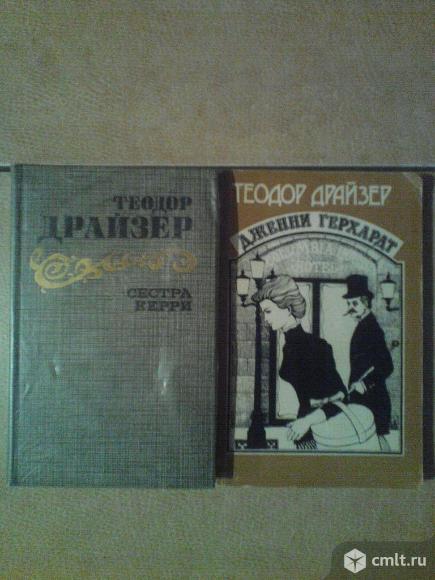 ТЕОДОР
ДРАЙЗЕР
СЕСТРА
КЕРРИ
ТЕОДОР ДРАЙЗЕР
ДЖЕННИ ГЕРХАРДТ
cmlt.ru